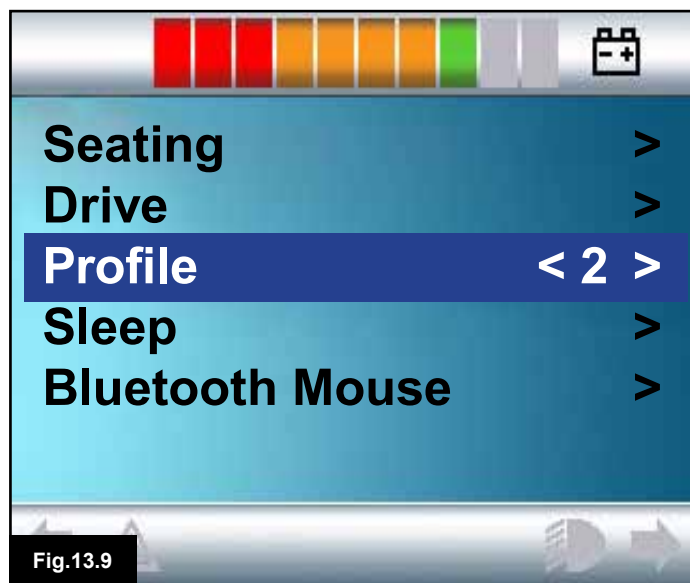 Seating >
Drive >
Profile < 2 >
Sleep >
Bluetooth Mouse >
Fig.13.9